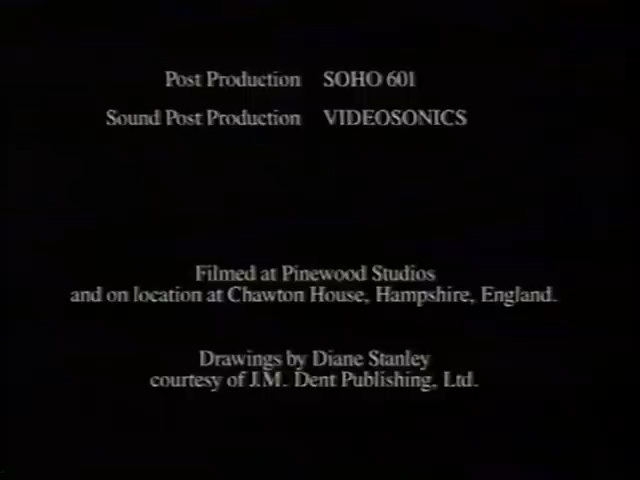 Post Production SOHO 601
Sound Post Production VIDEOSONICS
Filmed at Pinewood Studios
and on location at Chawton House, Hampshire, England.
Drawings by Diane Stanley
courtesy of J.M. Dent Publishing, Ltd.